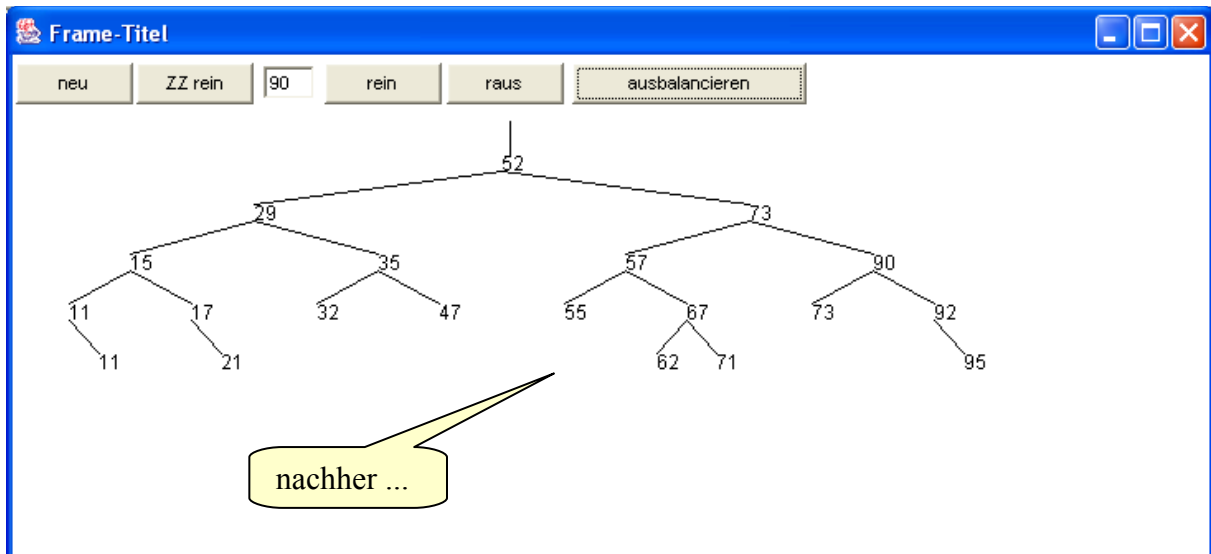 Frame-Titel
neu ZZ rein 90 rein raus ausbalancieren
52
29 73
15 35 57 90
11 17 32 47 55 67 73 92
11 21 62 71 95
nachher ...